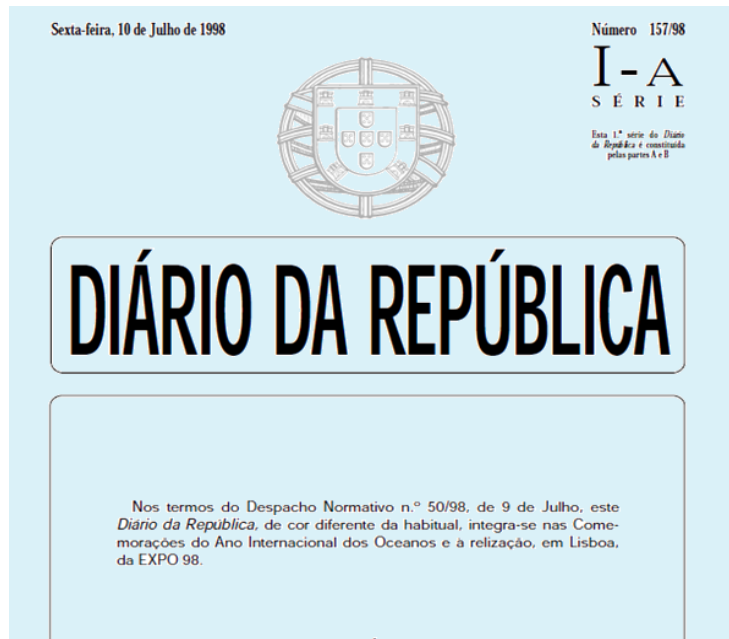 Sexta-feira, 10 de Julho de 1998
Número 157/98
I-A
SÉRIE
Esta 1.ª série do Diário
da República é constituída
pelas partes A e B
DIÁRIO DA REPÚBLICA
Nos termos do Despacho Normativo n.º 50/98, de 9 de Julho, este
Diário da República, de cor diferente da habitual, integra-se nas Come-
morações do Ano Internacional dos Oceanos e à relização, em Lisboa,
da EXPO 98.